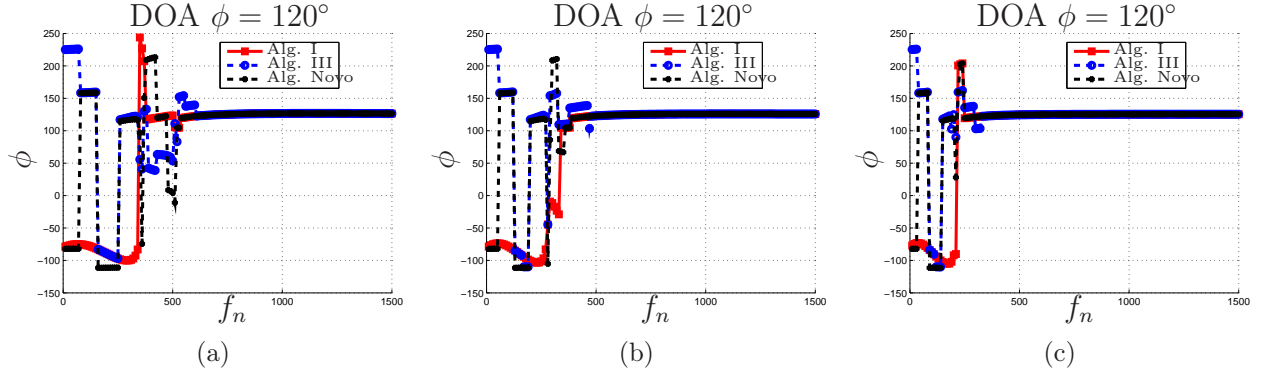 DOA ϕ = 120°
250
200
150
100
50
0
−50
−100
−150
ϕ
0
500
1000
1500
f_n
Alg. I
Alg. III
Alg. Novo
(a)
DOA ϕ = 120°
250
200
150
100
50
0
−50
−100
−150
ϕ
0
500
1000
1500
f_n
Alg. I
Alg. III
Alg. Novo
(b)
DOA ϕ = 120°
250
200
150
100
50
0
−50
−100
−150
ϕ
0
500
1000
1500
f_n
Alg. I
Alg. III
Alg. Novo
(c)